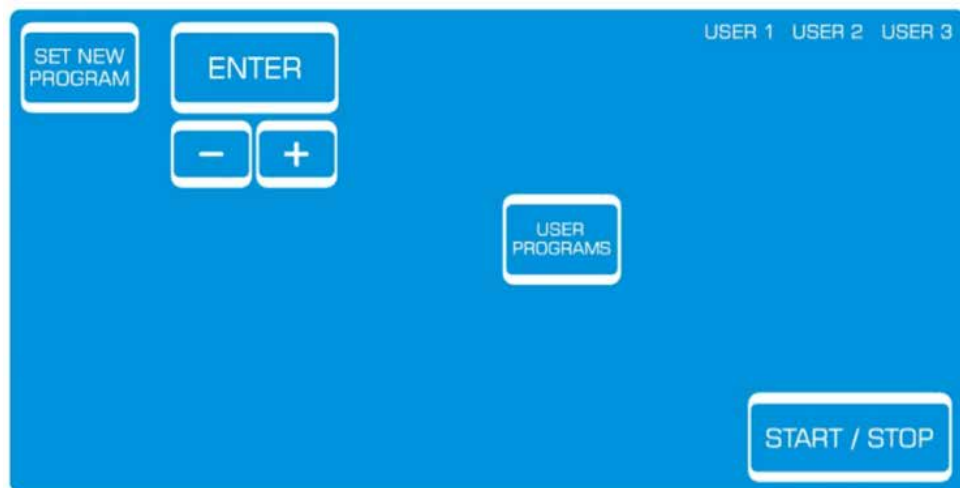 SET NEW
PROGRAM
ENTER
USER 1 USER 2 USER 3
- +
USER
PROGRAMS
START / STOP